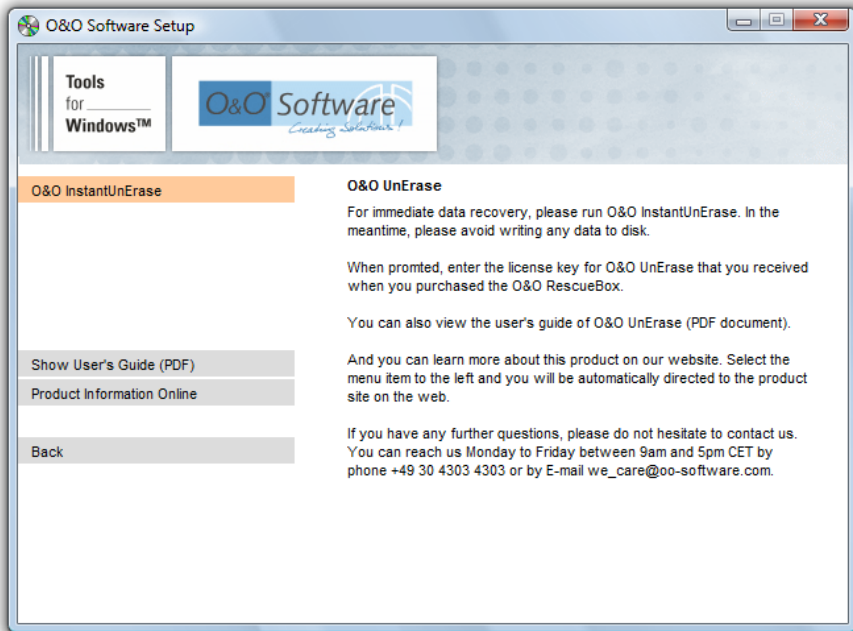 O&O Software Setup
Tools
for
Windows™
O&O® Software
Creating Solutions!
O&O InstantUnErase
Show User's Guide (PDF)
Product Information Online
Back
O&O UnErase
For immediate data recovery, please run O&O InstantUnErase. In the
meantime, please avoid writing any data to disk.
When promted, enter the license key for O&O UnErase that you received
when you purchased the O&O RescueBox.
You can also view the user's guide of O&O UnErase (PDF document).
And you can learn more about this product on our website. Select the
menu item to the left and you will be automatically directed to the product
site on the web.
If you have any further questions, please do not hesitate to contact us.
You can reach us Monday to Friday between 9am and 5pm CET by
phone +49 30 4303 4303 or by E-mail we_care@oo-software.com.